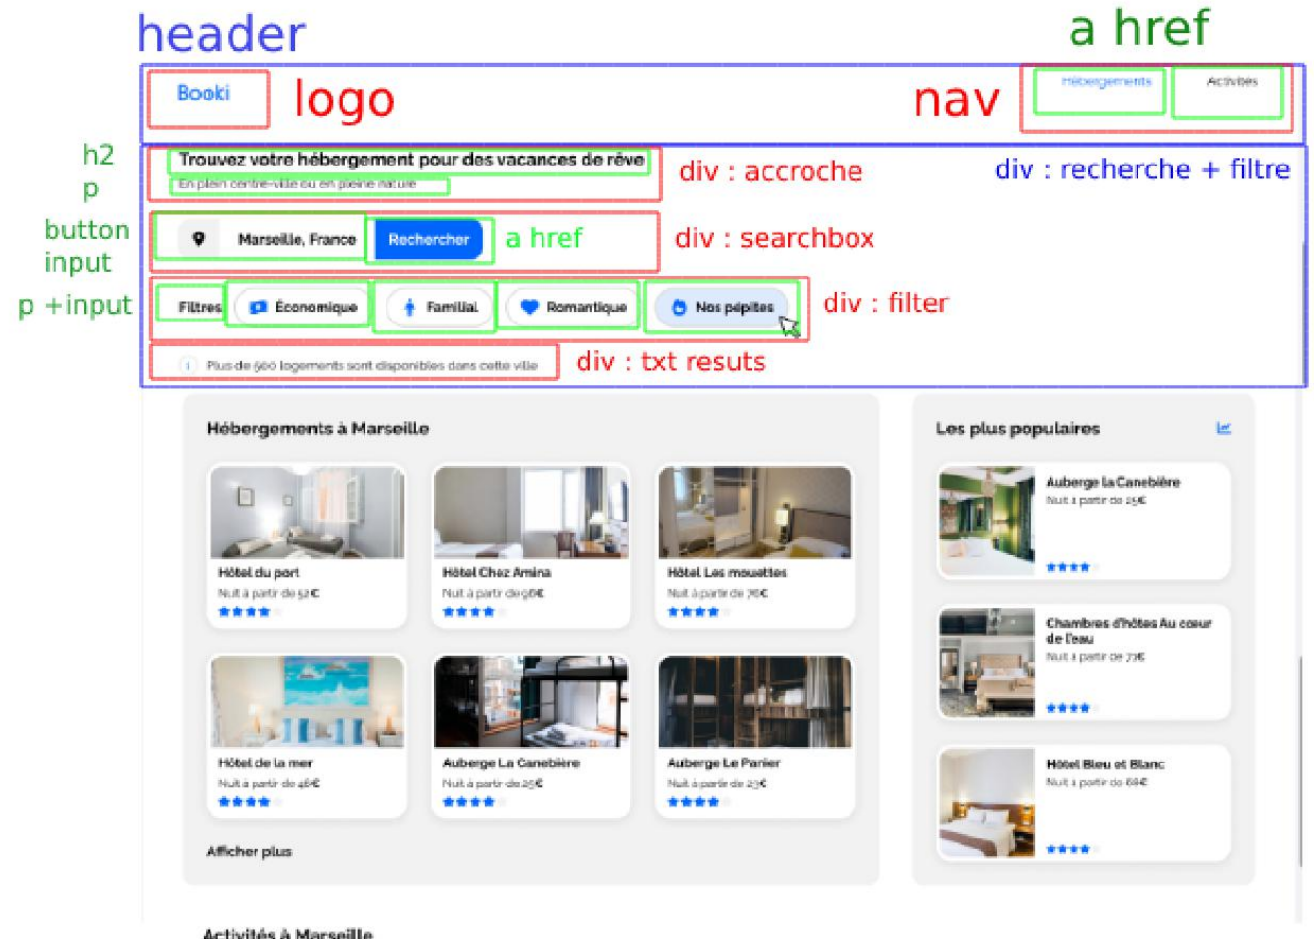 header
a href
Booki
logo
nav
Hébergements
Activités
h2
p
Trouvez votre hébergement pour des vacances de rêve
En plein centre-ville ou en pleine nature
div : accroche
div : recherche + filtre
button
input
Marseille, France
Rechercher
a href
div : searchbox
p +input
Filtres
Économique
Familial
Romantique
Nos pépites
div : filter
Plus de 500 logements sont disponibles dans cette ville
div : txt resuts
Hébergements à Marseille
Hôtel du port
Nuit à partir de 52€
Hôtel Chez Amina
Nuit à partir de 96€
Hôtel Les mouettes
Nuit à partir de 76€
Hôtel de la mer
Nuit à partir de 46€
Auberge La Canebière
Nuit à partir de 25€
Auberge Le Panier
Nuit à partir de 23€
Afficher plus
Les plus populaires
Auberge la Canebière
Nuit à partir de 25€
Chambres d'hôtes Au cœur
de l'eau
Nuit à partir de 71€
Hôtel Bleu et Blanc
Nuit à partir de 68€
Activités à Marseille